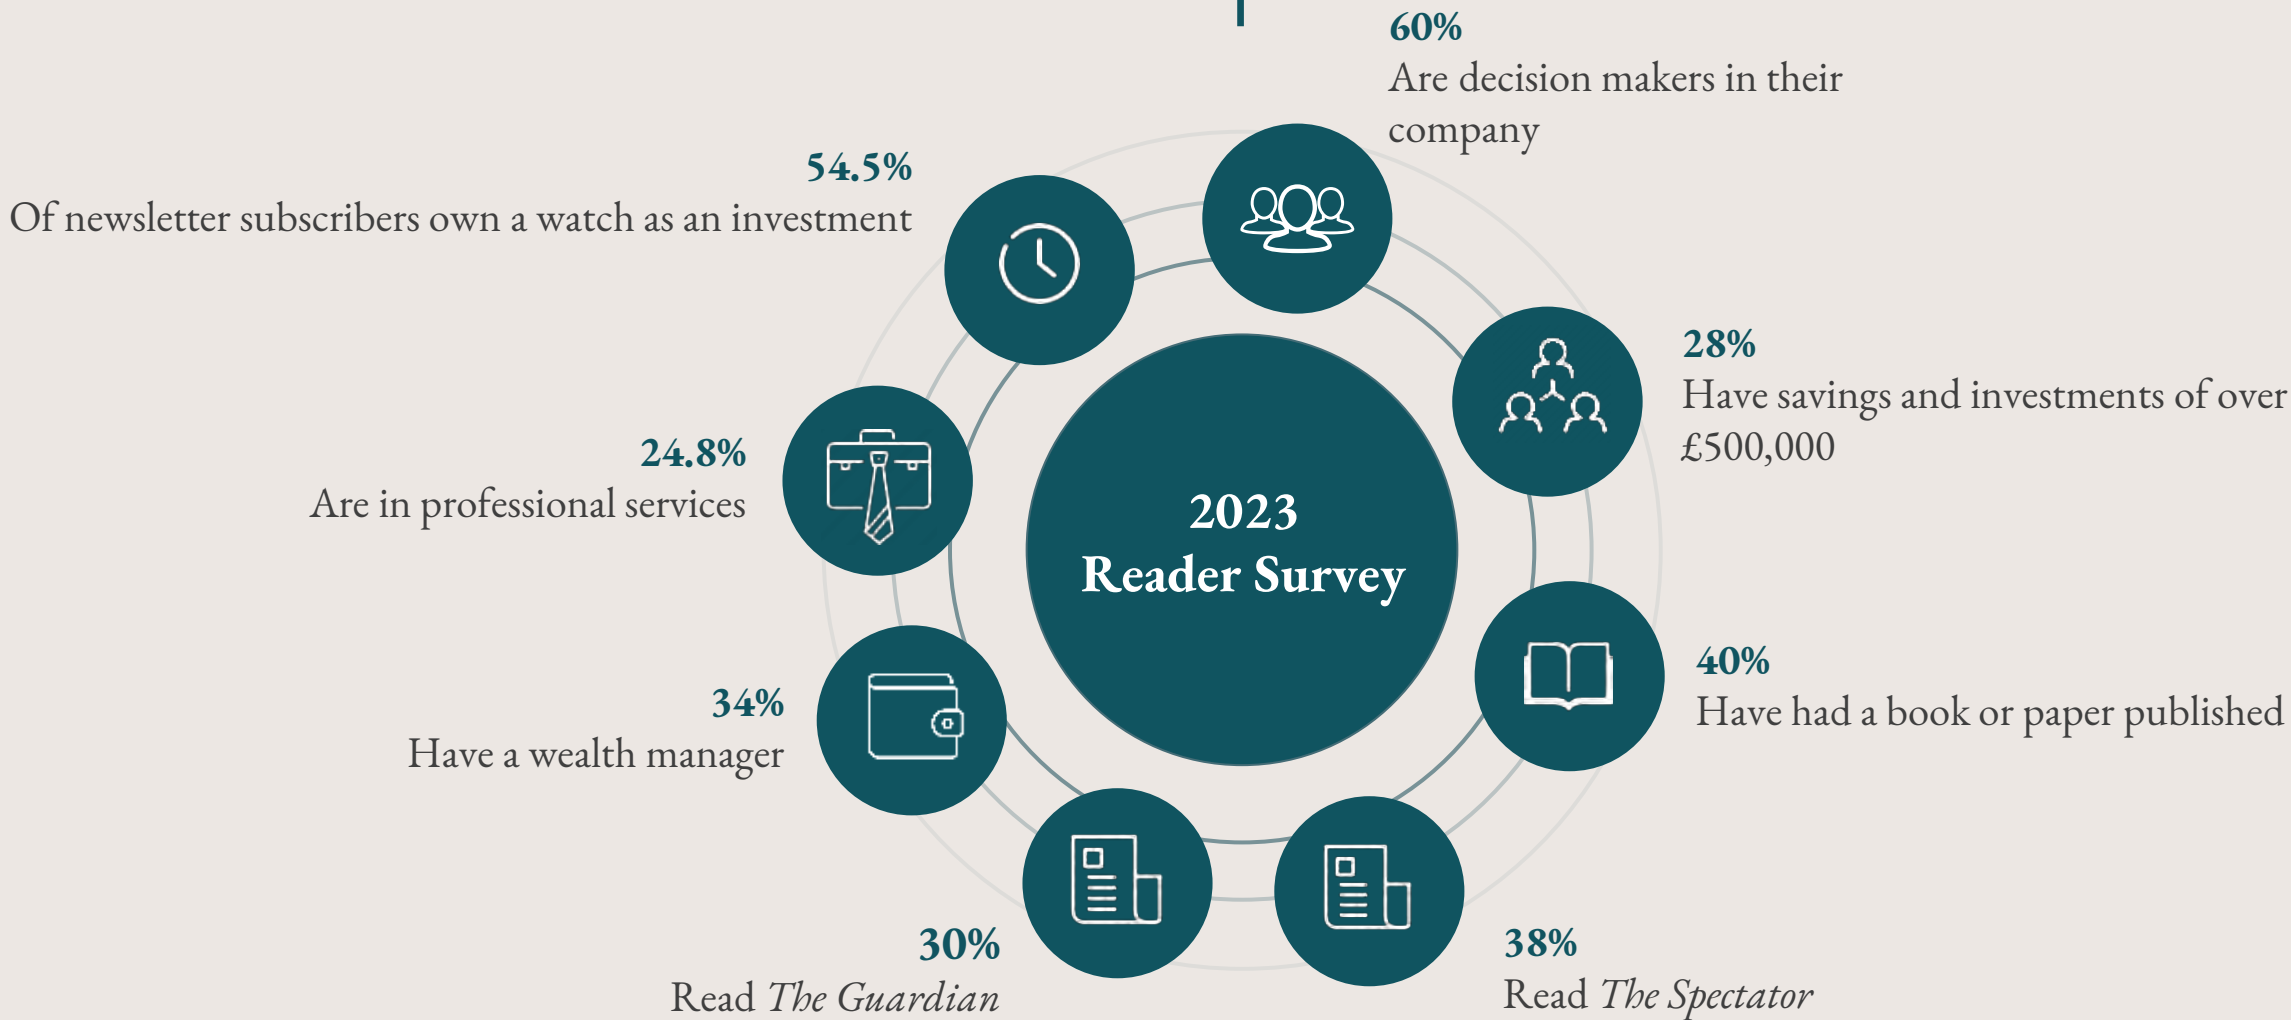 60%
Are decision makers in their
company
54.5%
Of newsletter subscribers own a watch as an investment
28%
Have savings and investments of over
£500,000
24.8%
Are in professional services
2023
Reader Survey
40%
Have had a book or paper published
34%
Have a wealth manager
30%
Read The Guardian
38%
Read The Spectator